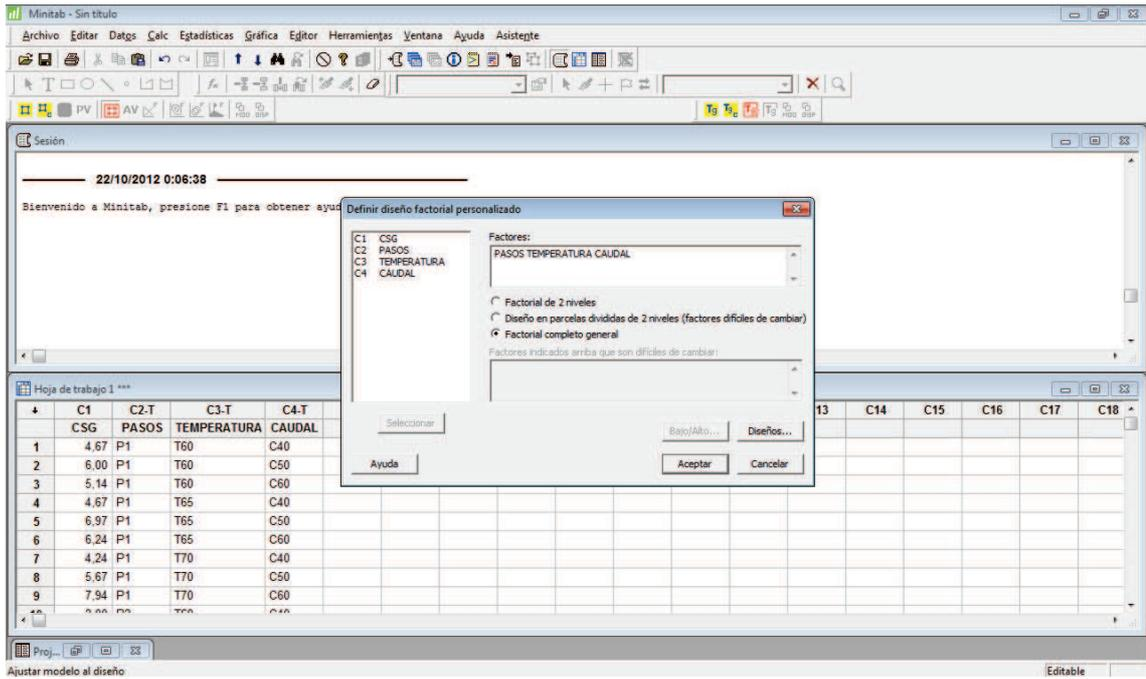 Minitab - Sin título
Archivo Editar Datos Calc Estadísticas Gráfica Editor Herramientas Ventana Ayuda Asistente
PV AV
Sesión
22/10/2012 0:06:38
Bienvenido a Minitab, presione F1 para obtener ayud
Definir diseño factorial personalizado
C1 CSG
C2 PASOS
C3 TEMPERATURA
C4 CAUDAL
Factores:
PASOS TEMPERATURA CAUDAL
Factorial de 2 niveles
Diseño en parcelas divididas de 2 niveles (factores difíciles de cambiar)
Factorial completo general
Factores indicados arriba que son difíciles de cambiar:
Seleccionar
Bajo/Alto... Diseños...
Ayuda Aceptar Cancelar
Hoja de trabajo 1 ***
C1 C2-T C3-T C4-T 13 C14 C15 C16 C17 C18
CSG PASOS TEMPERATURA CAUDAL
1 4,67 P1 T60 C40
2 6,00 P1 T60 C50
3 5,14 P1 T60 C60
4 4,67 P1 T65 C40
5 6,97 P1 T65 C50
6 6,24 P1 T65 C60
7 4,24 P1 T70 C40
8 5,67 P1 T70 C50
9 7,94 P1 T70 C60
Proj...
Ajustar modelo al diseño
Editable